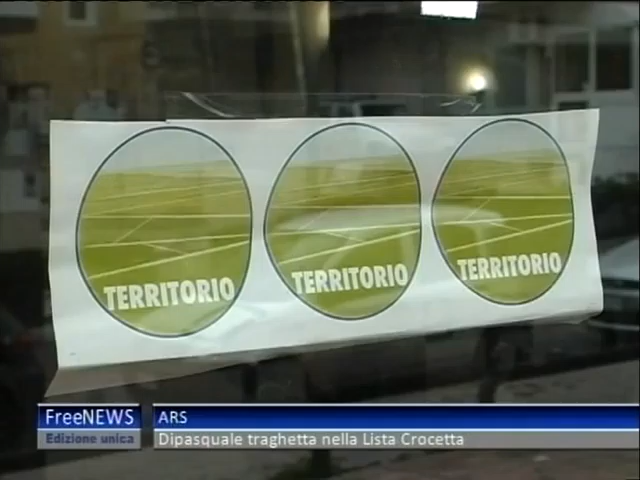 TERRITORIO TERRITORIO TERRITORIO
FreeNEWS ARS
Edizione unica Dipasquale traghetta nella Lista Crocetta